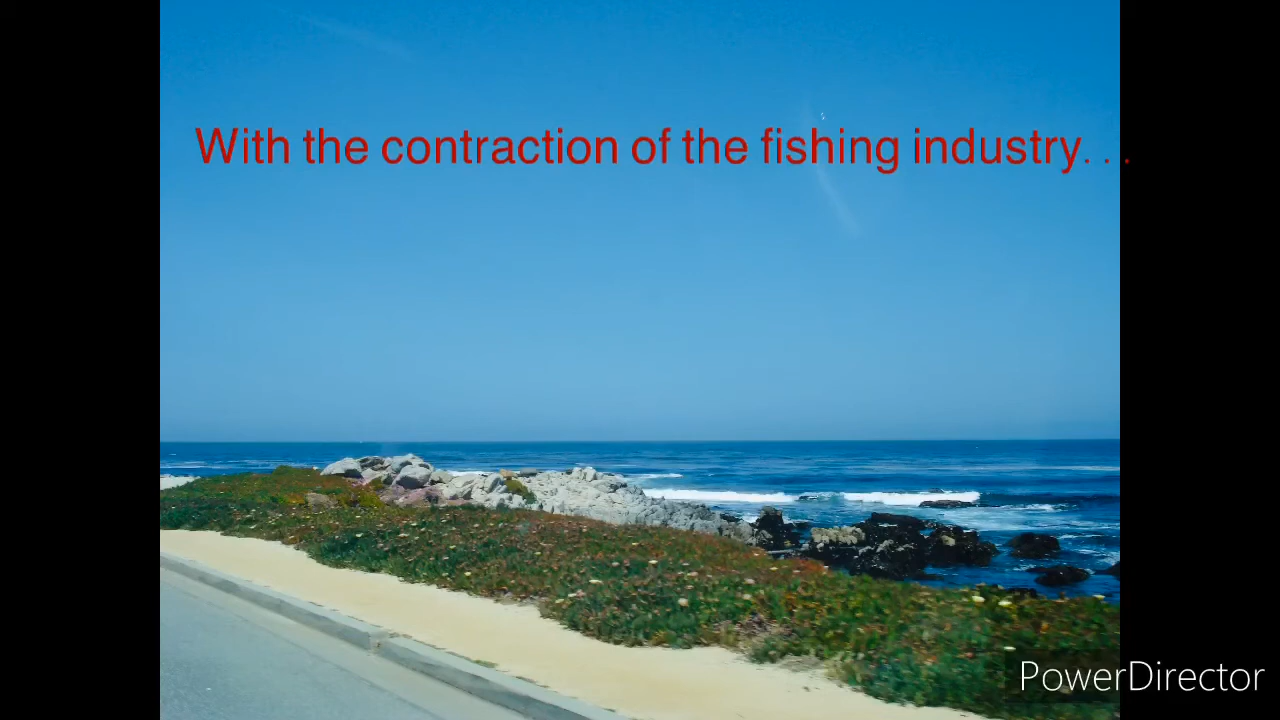 With the contraction of the fishing industry. . .
PowerDirector